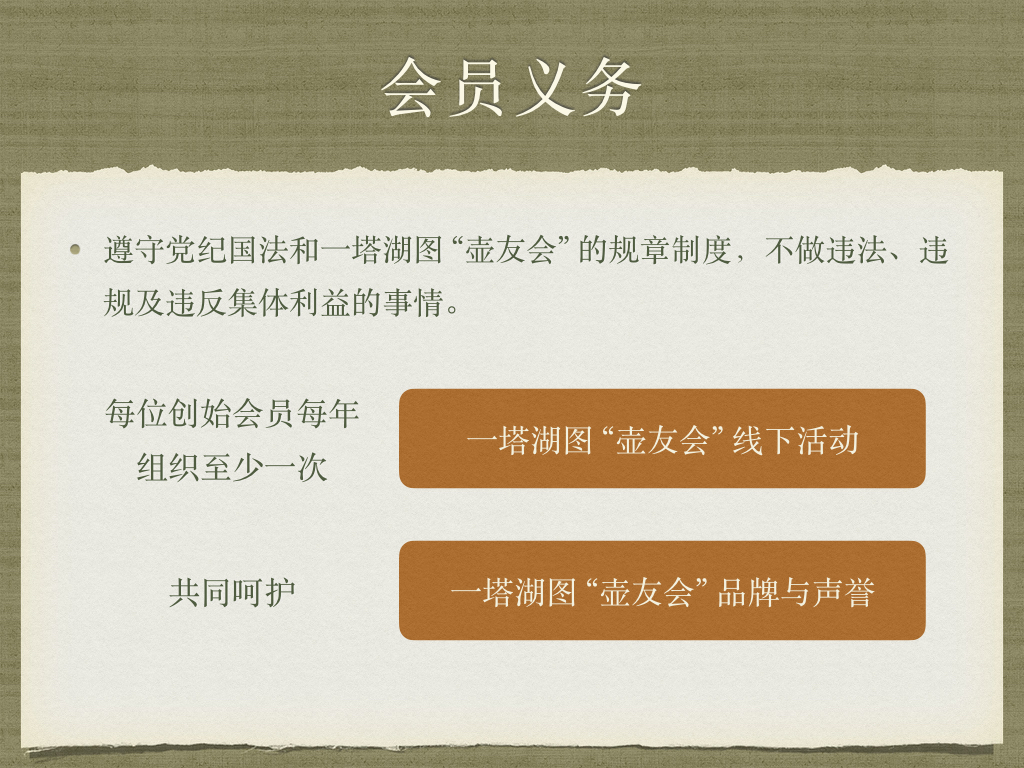 会员义务
• 遵守党纪国法和一塔湖图“壶友会”的规章制度，不做违法、违
规及违反集体利益的事情。
每位创始会员每年
组织至少一次
一塔湖图“壶友会”线下活动
共同呵护
一塔湖图“壶友会”品牌与声誉